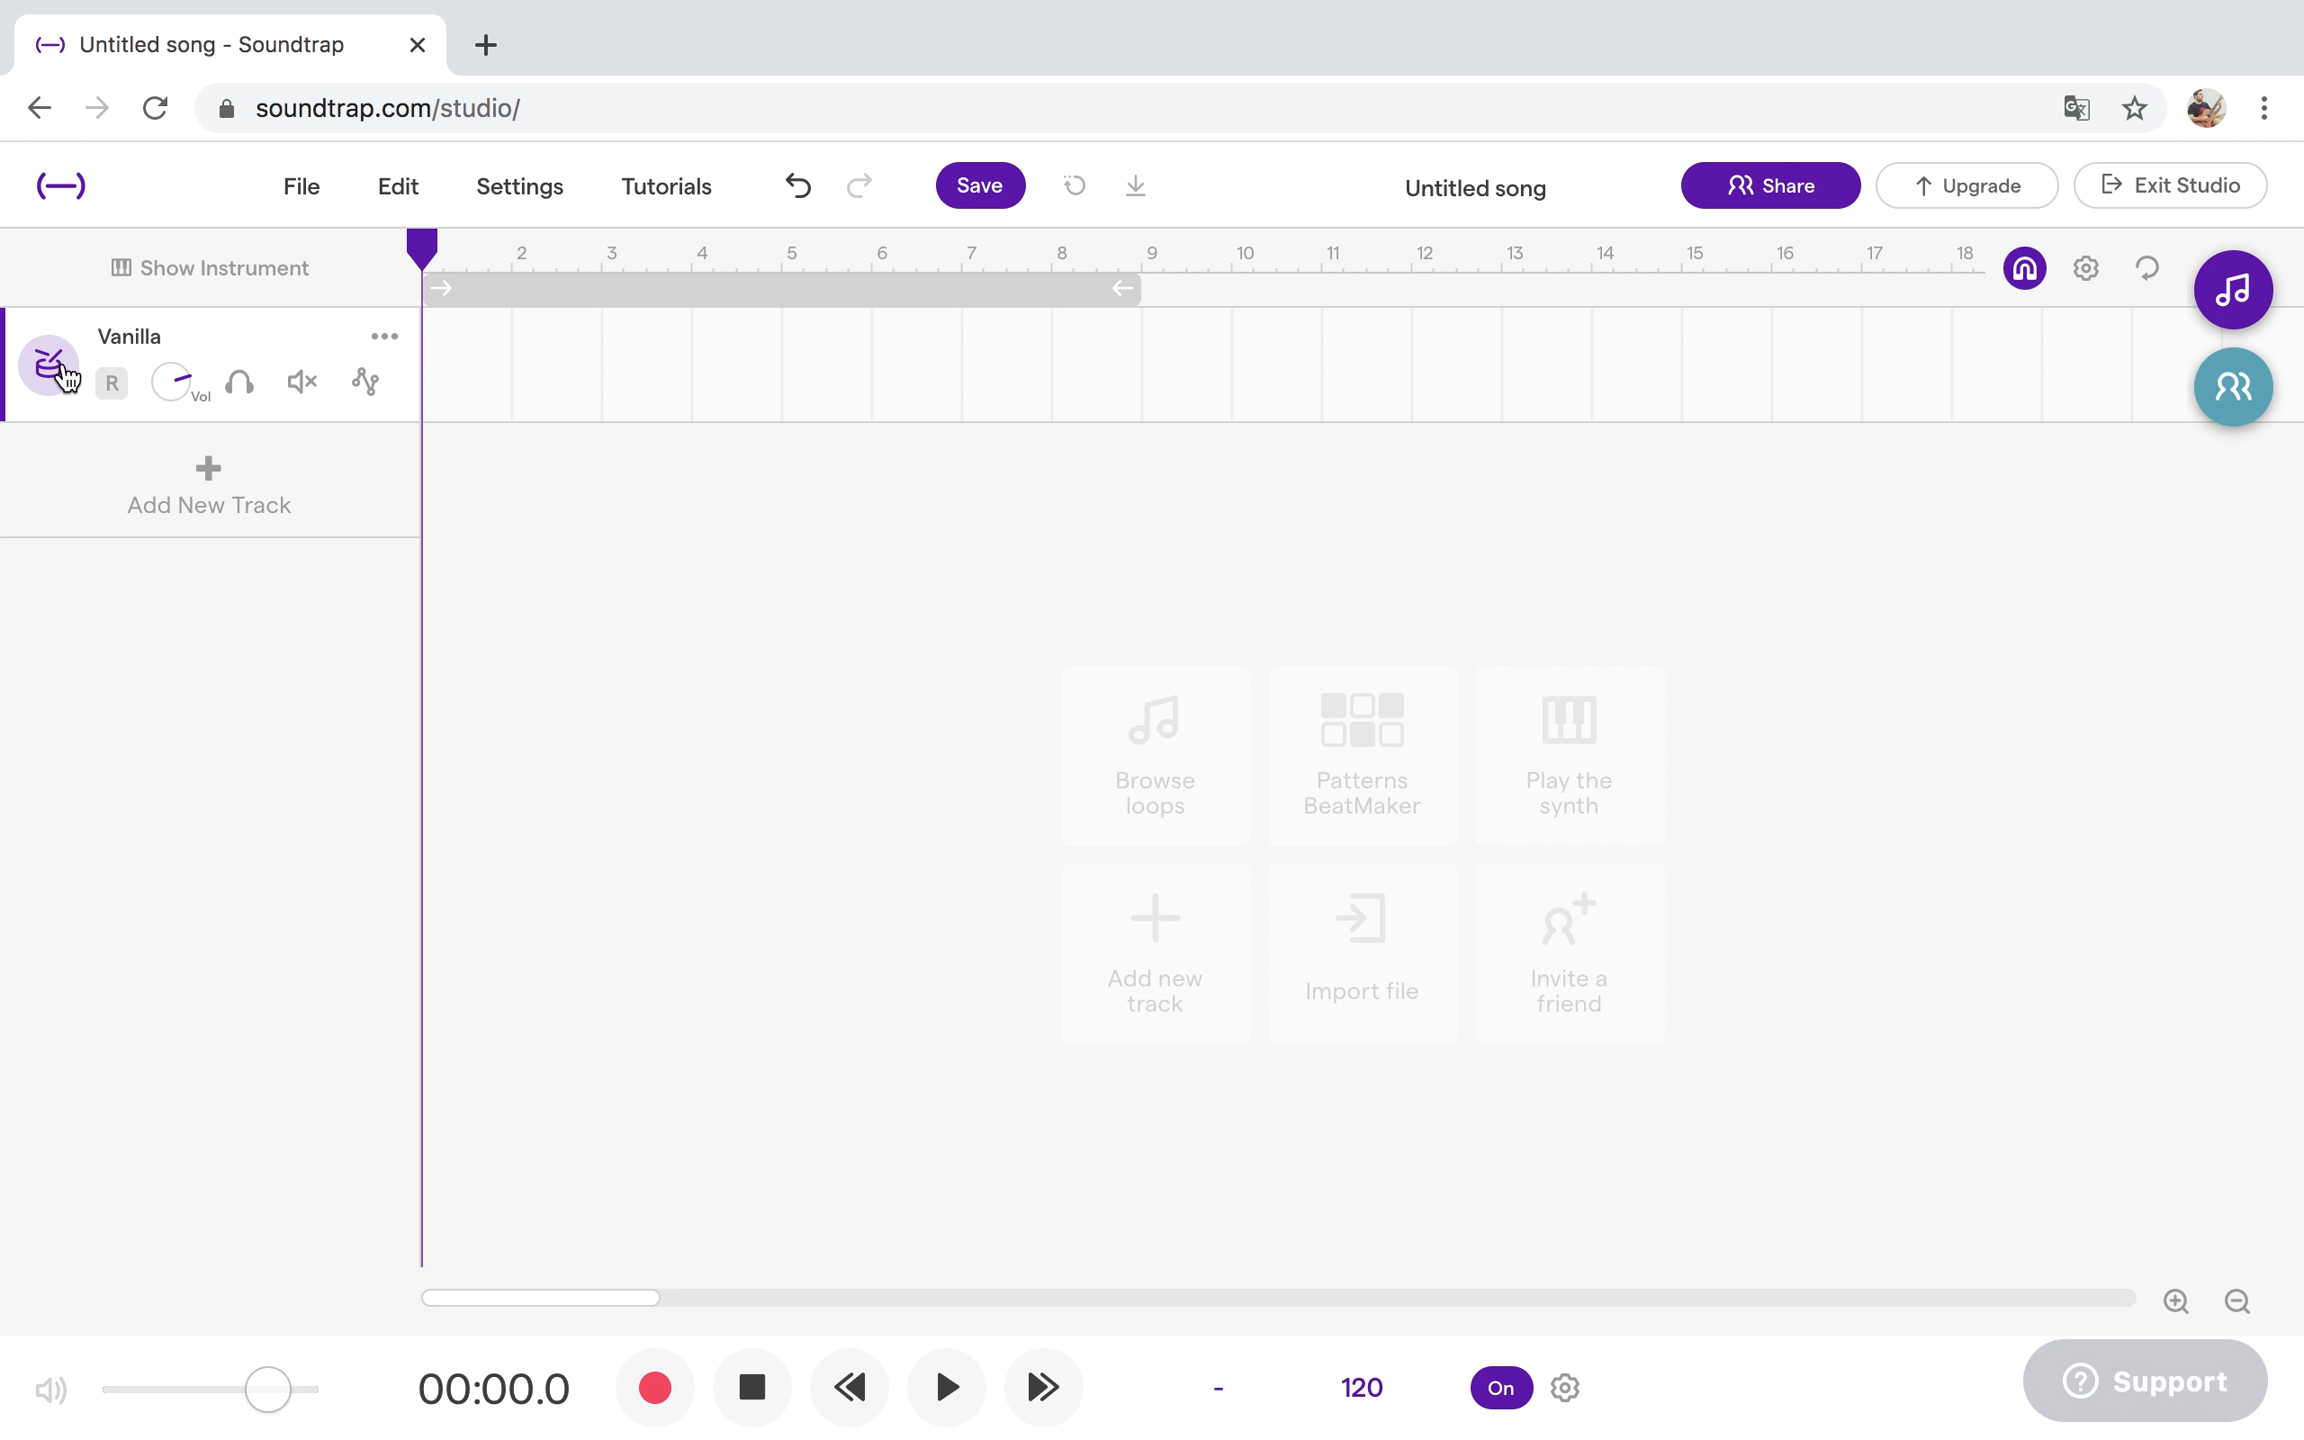 Untitled song - Soundtrap
soundtrap.com/studio/
File Edit Settings Tutorials Save Untitled song Share Upgrade Exit Studio
Show Instrument 2 3 4 5 6 7 8 9 10 11 12 13 14 15 16 17 18
Vanilla
R Vol
Add New Track
Browse
loops
Patterns
BeatMaker
Play the
synth
Add new
track
Import file
Invite a
friend
00:00.0 - 120 On Support